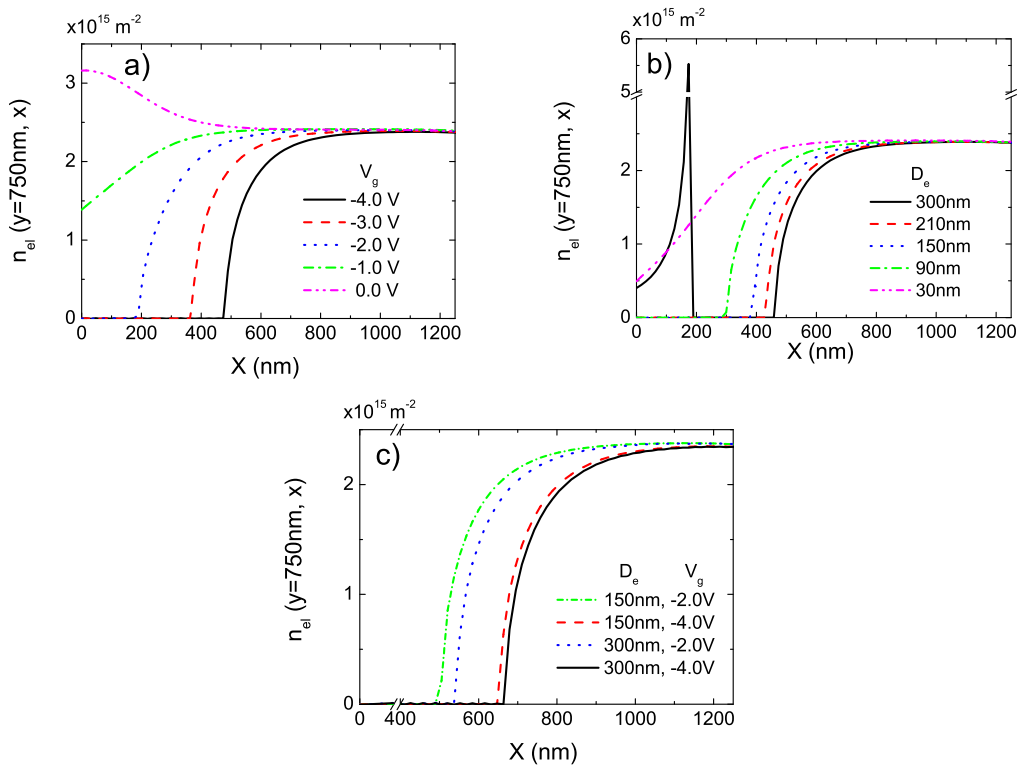 x10¹⁵ m⁻²
a)
3
2
1
0
n_el (y=750nm, x)
V_g
-4.0 V
-3.0 V
-2.0 V
-1.0 V
0.0 V
0 200 400 600 800 1000 1200
X (nm)
x10¹⁵ m⁻²
b)
6
5
2
1
0
n_el (y=750nm, x)
D_e
300nm
210nm
150nm
90nm
30nm
0 200 400 600 800 1000 1200
X (nm)
x10¹⁵ m⁻²
c)
2
1
0
n_el (y=750nm, x)
D_e V_g
150nm, -2.0V
150nm, -4.0V
300nm, -2.0V
300nm, -4.0V
0 400 600 800 1000 1200
X (nm)